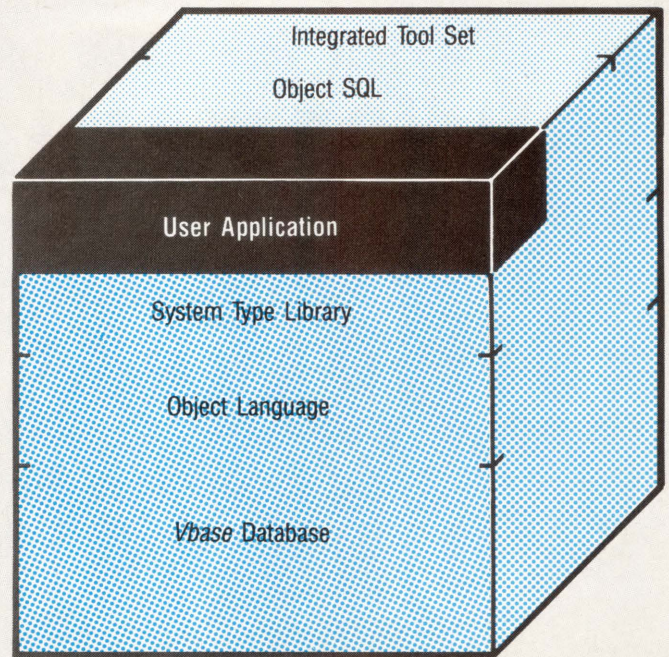 Integrated Tool Set
Object SQL
User Application
System Type Library
Object Language
Vbase Database